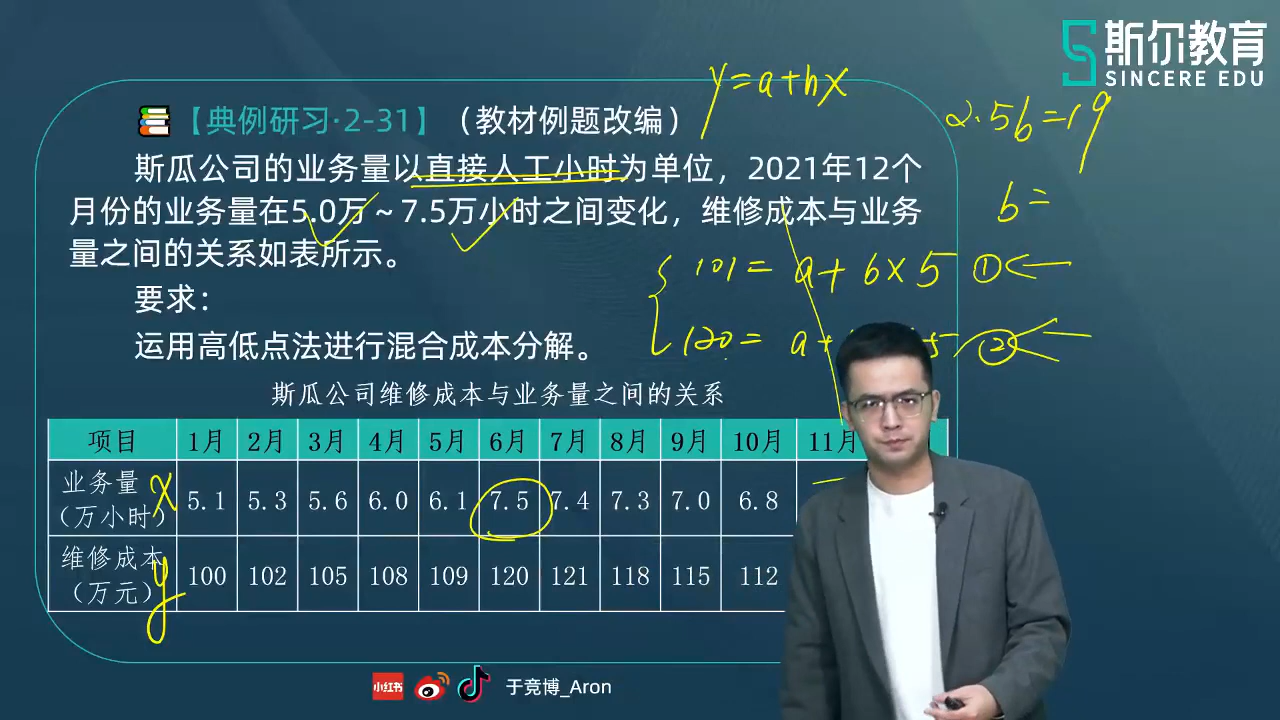 斯尔教育
SINCERE EDU
y=a+bx
【典例研习·2-31】（教材例题改编）
2.5b=19
斯瓜公司的业务量以直接人工小时为单位，2021年12个
月份的业务量在5.0万～7.5万小时之间变化，维修成本与业务
b=
量之间的关系如表所示。
101=a+b×5 ①
要求：
120=a+ 5 ②
运用高低点法进行混合成本分解。
斯瓜公司维修成本与业务量之间的关系
项目 1月 2月 3月 4月 5月 6月 7月 8月 9月 10月 11月
业务量 x 5.1 5.3 5.6 6.0 6.1 7.5 7.4 7.3 7.0 6.8
（万小时）
维修成本 y 100 102 105 108 109 120 121 118 115 112
（万元）
小红书 于竞博_Aron